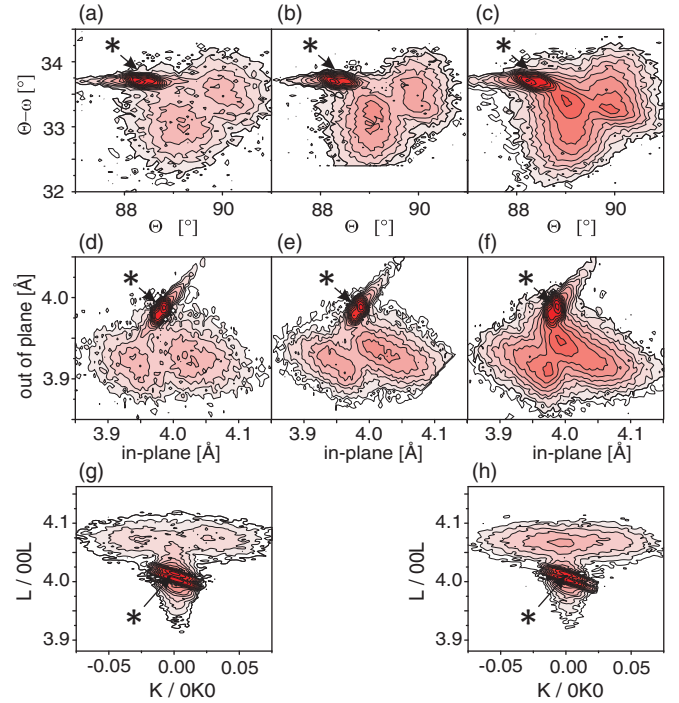 (a) (b) (c)
* * *
34
33
32
Θ–ω [°]
88 90 88 90 88 90
Θ [°] Θ [°] Θ [°]
(d) (e) (f)
* * *
4.0
3.9
out of plane [Å]
3.9 4.0 4.1 3.9 4.0 4.1 3.9 4.0 4.1
in-plane [Å] in-plane [Å] in-plane [Å]
(g) (h)
4.1
4.0
3.9
L / 00L L / 00L
* *
4.1
4.0
3.9
-0.05 0.00 0.05 -0.05 0.00 0.05
K / 0K0 K / 0K0